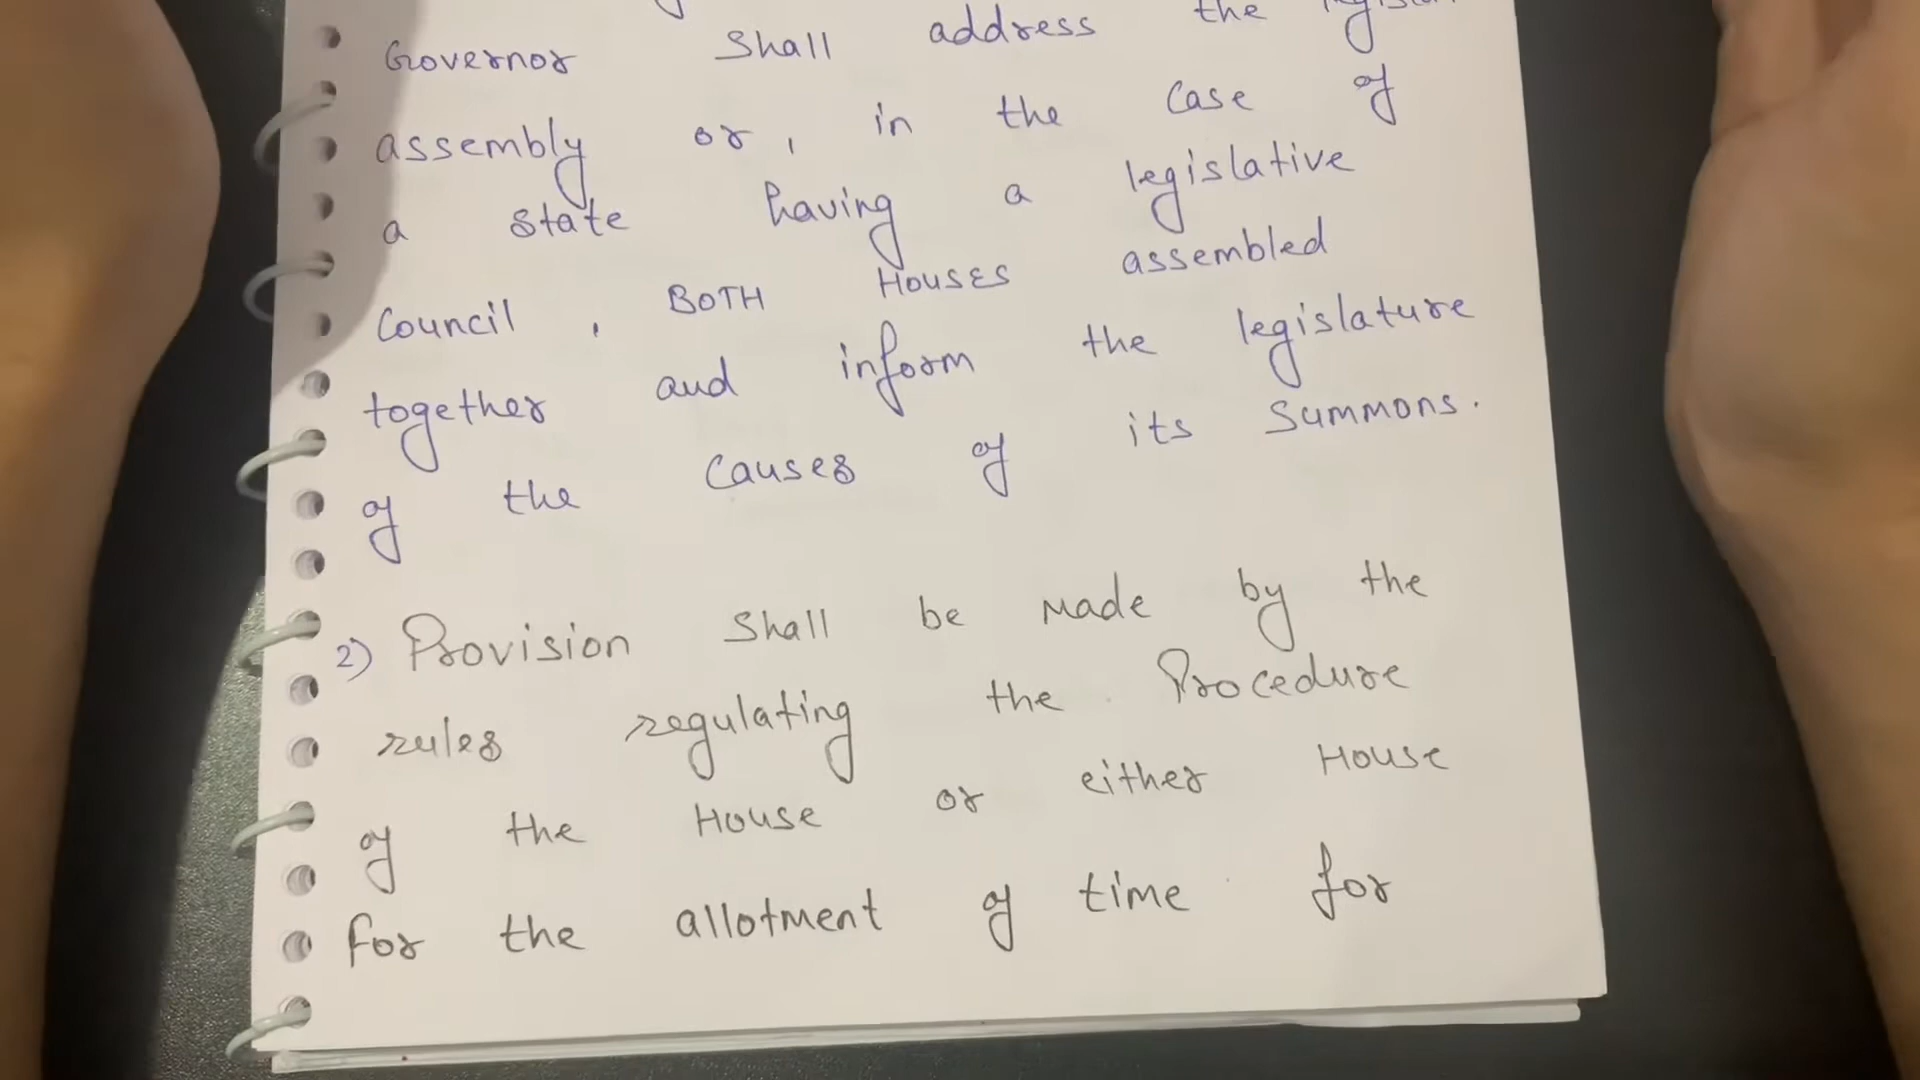 Governor shall address the
assembly or, in the case of
a state having a legislative
Council, BOTH HOUSES assembled
together and inform the legislature
of the causes of its summons.
2) Provision shall be made by the
rules regulating the Procedure
of the House or either House
for the allotment of time for